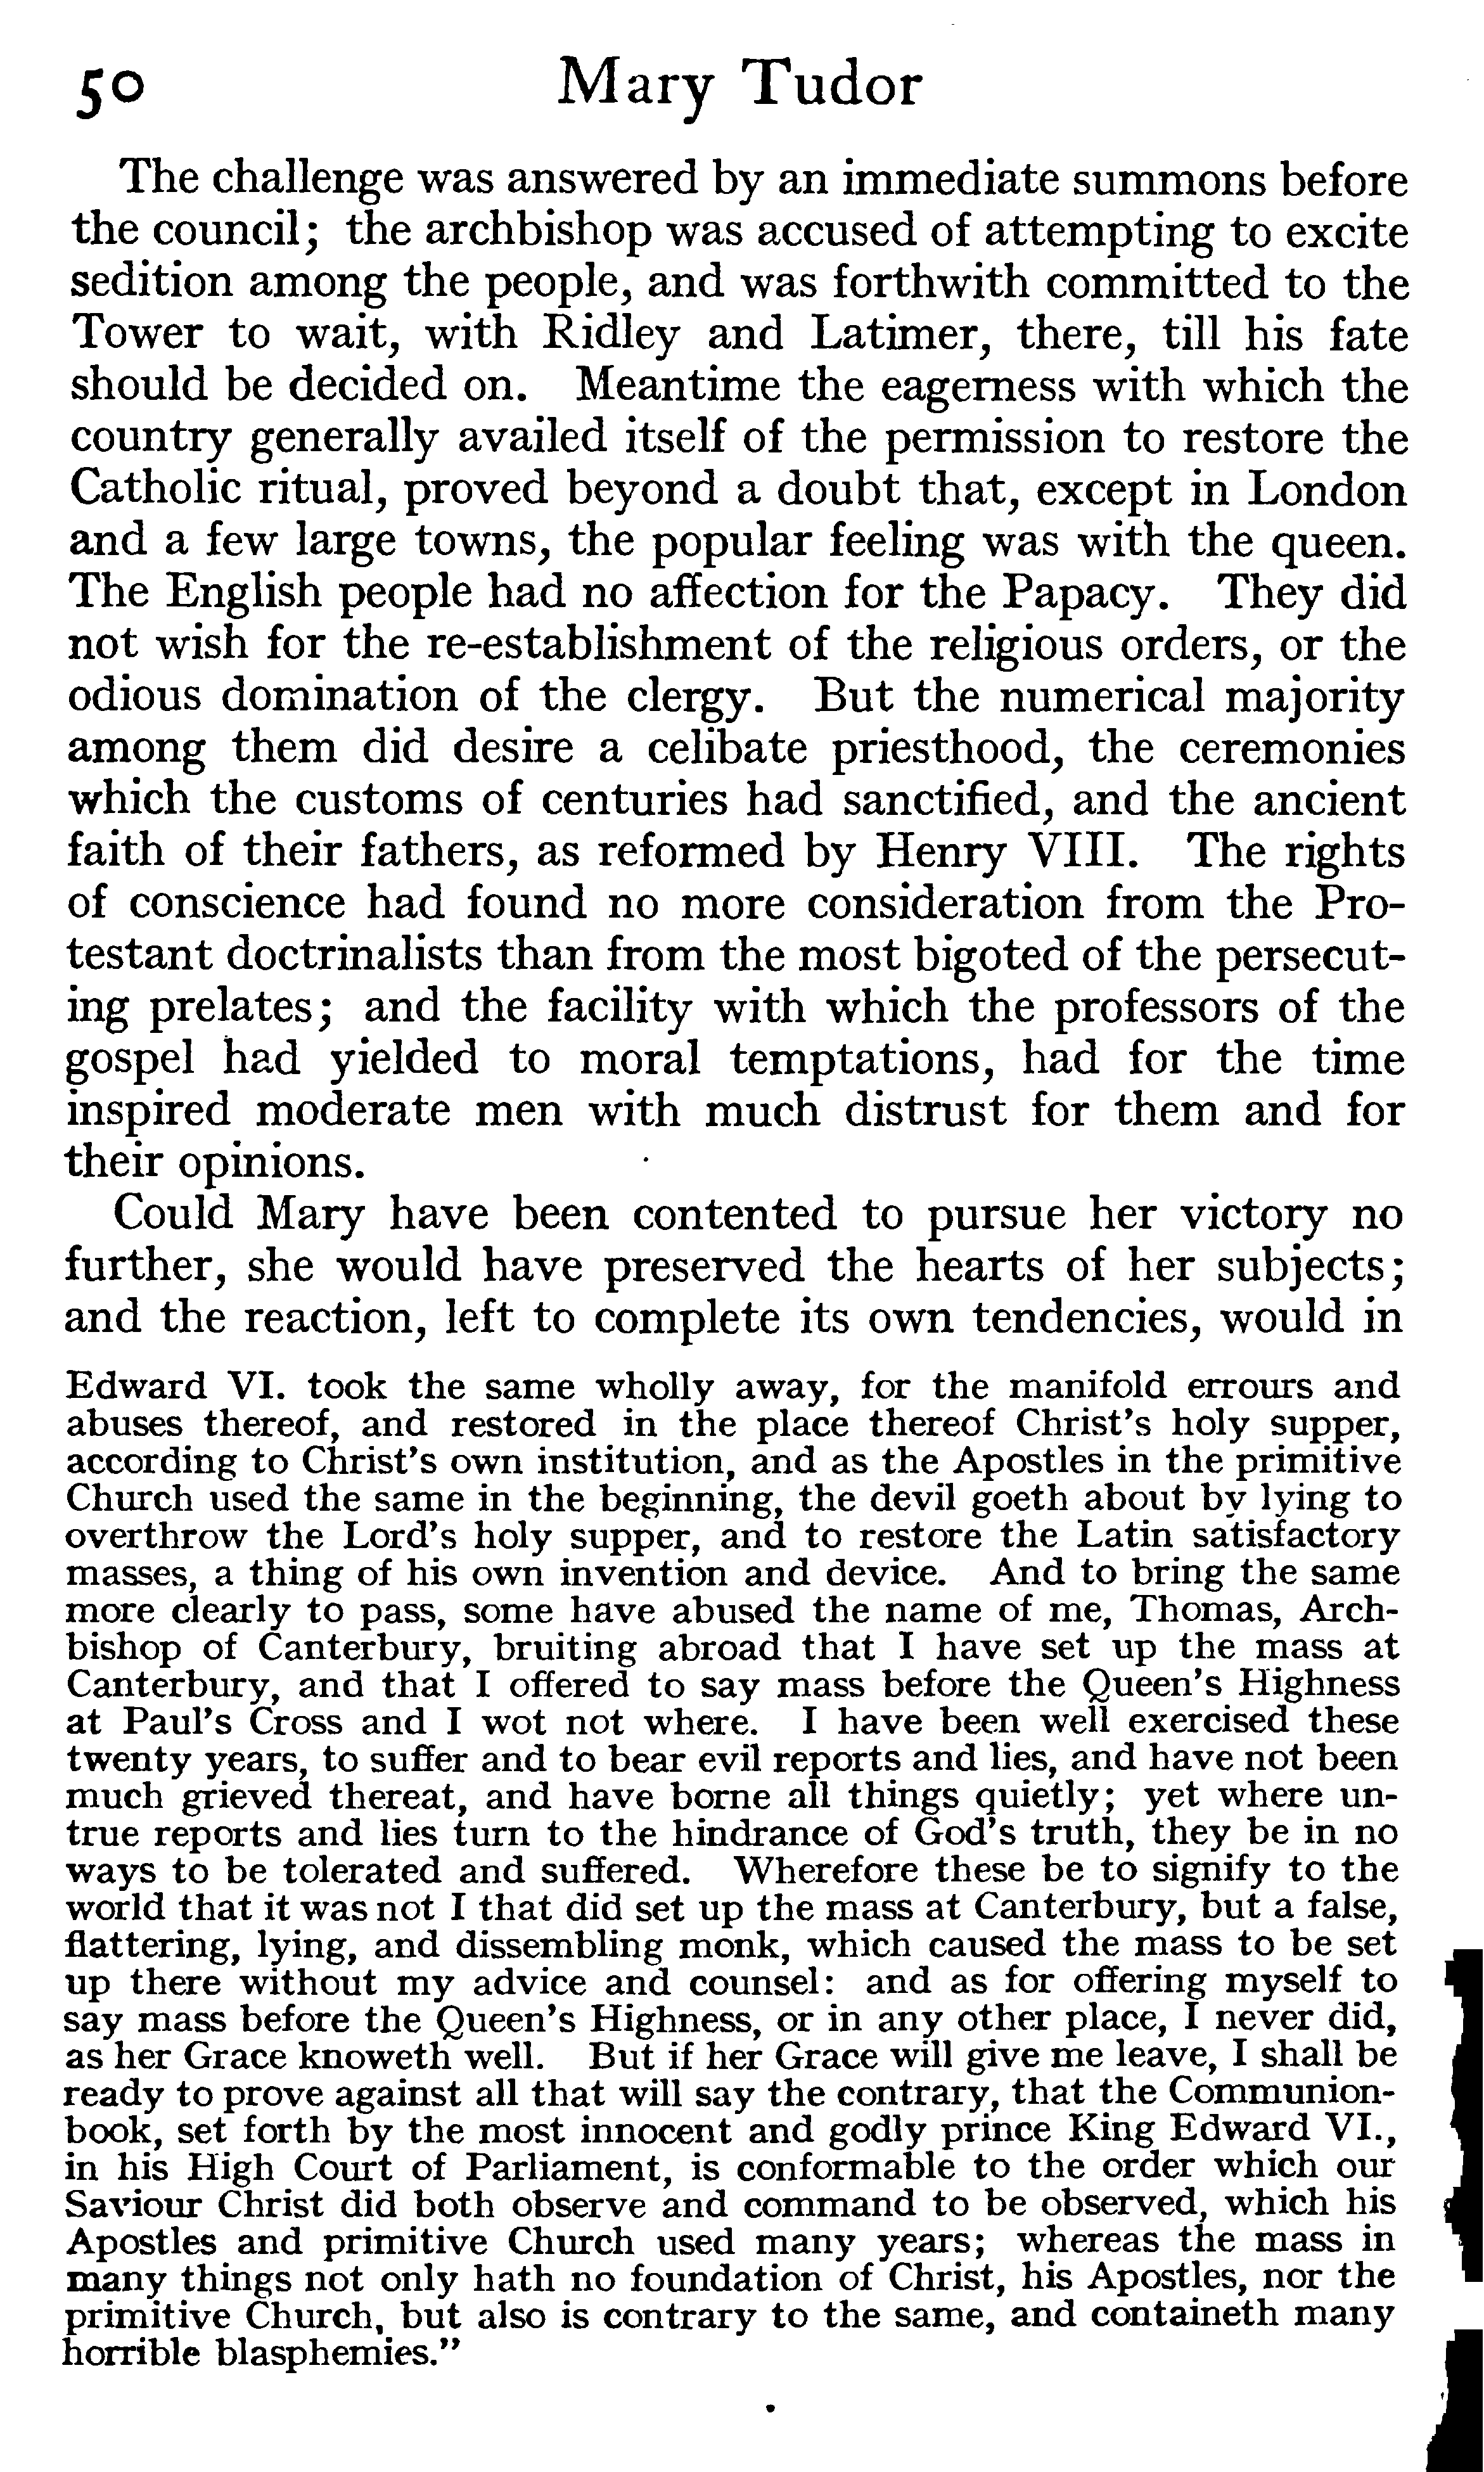 50 Mary Tudor
The challenge was answered by an immediate summons before
the council; the archbishop was accused of attempting to excite
sedition among the people, and was forthwith committed to the
Tower to wait, with Ridley and Latimer, there, till his fate
should be decided on. Meantime the eagerness with which the
country generally availed itself of the permission to restore the
Catholic ritual, proved beyond a doubt that, except in London
and a few large towns, the popular feeling was with the queen.
The English people had no affection for the Papacy. They did
not wish for the re-establishment of the religious orders, or the
odious domination of the clergy. But the numerical majority
among them did desire a celibate priesthood, the ceremonies
which the customs of centuries had sanctified, and the ancient
faith of their fathers, as reformed by Henry VIII. The rights
of conscience had found no more consideration from the Pro-
testant doctrinalists than from the most bigoted of the persecut-
ing prelates; and the facility with which the professors of the
gospel had yielded to moral temptations, had for the time
inspired moderate men with much distrust for them and for
their opinions.
Could Mary have been contented to pursue her victory no
further, she would have preserved the hearts of her subjects;
and the reaction, left to complete its own tendencies, would in
Edward VI. took the same wholly away, for the manifold errours and
abuses thereof, and restored in the place thereof Christ's holy supper,
according to Christ's own institution, and as the Apostles in the primitive
Church used the same in the beginning, the devil goeth about by lying to
overthrow the Lord's holy supper, and to restore the Latin satisfactory
masses, a thing of his own invention and device. And to bring the same
more clearly to pass, some have abused the name of me, Thomas, Arch-
bishop of Canterbury, bruiting abroad that I have set up the mass at
Canterbury, and that I offered to say mass before the Queen's Highness
at Paul's Cross and I wot not where. I have been well exercised these
twenty years, to suffer and to bear evil reports and lies, and have not been
much grieved thereat, and have borne all things quietly; yet where un-
true reports and lies turn to the hindrance of God's truth, they be in no
ways to be tolerated and suffered. Wherefore these be to signify to the
world that it was not I that did set up the mass at Canterbury, but a false,
flattering, lying, and dissembling monk, which caused the mass to be set
up there without my advice and counsel: and as for offering myself to
say mass before the Queen's Highness, or in any other place, I never did,
as her Grace knoweth well. But if her Grace will give me leave, I shall be
ready to prove against all that will say the contrary, that the Communion-
book, set forth by the most innocent and godly prince King Edward VI.,
in his High Court of Parliament, is conformable to the order which our
Saviour Christ did both observe and command to be observed, which his
Apostles and primitive Church used many years; whereas the mass in
many things not only hath no foundation of Christ, his Apostles, nor the
primitive Church, but also is contrary to the same, and containeth many
horrible blasphemies."